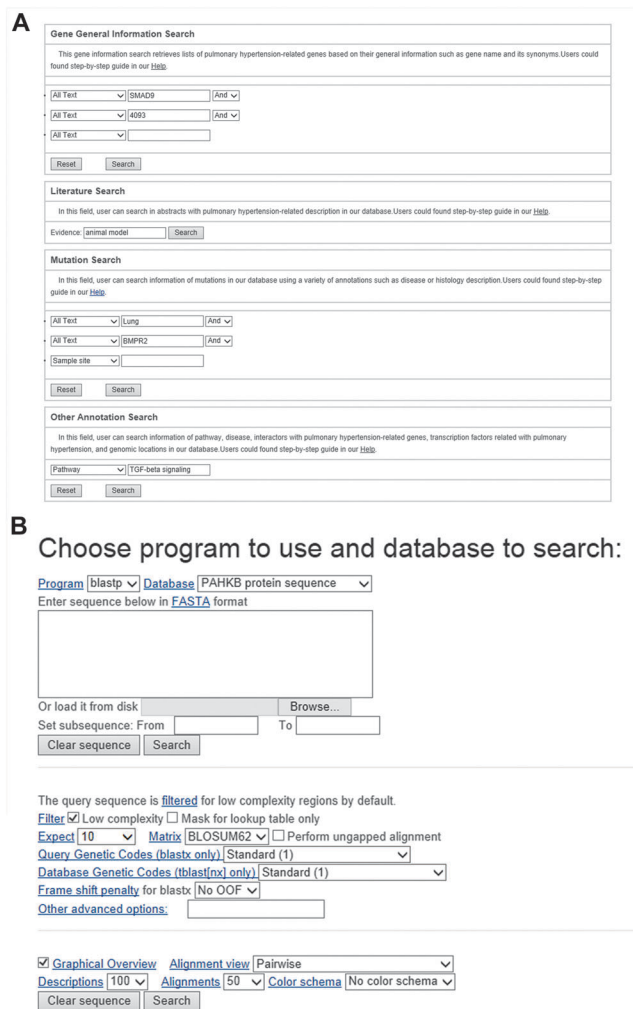 A
Gene General Information Search
This gene information search retrieves lists of pulmonary hypertension-related genes based on their general information such as gene name and its synonyms.Users could
found step-by-step guide in our Help.
All Text SMAD9 And
All Text 4093 And
All Text
Reset Search
Literature Search
In this field, user can search in abstracts with pulmonary hypertension-related description in our database.Users could found step-by-step guide in our Help.
Evidence: animal model Search
Mutation Search
In this field, user can search information of mutations in our database using a variety of annotations such as disease or histology description.Users could found step-by-step
guide in our Help.
All Text Lung And
All Text BMPR2 And
Sample site
Reset Search
Other Annotation Search
In this field, user can search information of pathway, disease, interactors with pulmonary hypertension-related genes, transcription factors related with pulmonary
hypertension, and genomic locations in our database.Users could found step-by-step guide in our Help.
Pathway TGF-beta signaling
Reset Search
B
Choose program to use and database to search:
Program blastp Database PAHKB protein sequence
Enter sequence below in FASTA format
Or load it from disk Browse...
Set subsequence: From To
Clear sequence Search
The query sequence is filtered for low complexity regions by default.
Filter Low complexity Mask for lookup table only
Expect 10 Matrix BLOSUM62 Perform ungapped alignment
Query Genetic Codes (blastx only) Standard (1)
Database Genetic Codes (tblast[nx] only) Standard (1)
Frame shift penalty for blastx No OOF
Other advanced options:
Graphical Overview Alignment view Pairwise
Descriptions 100 Alignments 50 Color schema No color schema
Clear sequence Search